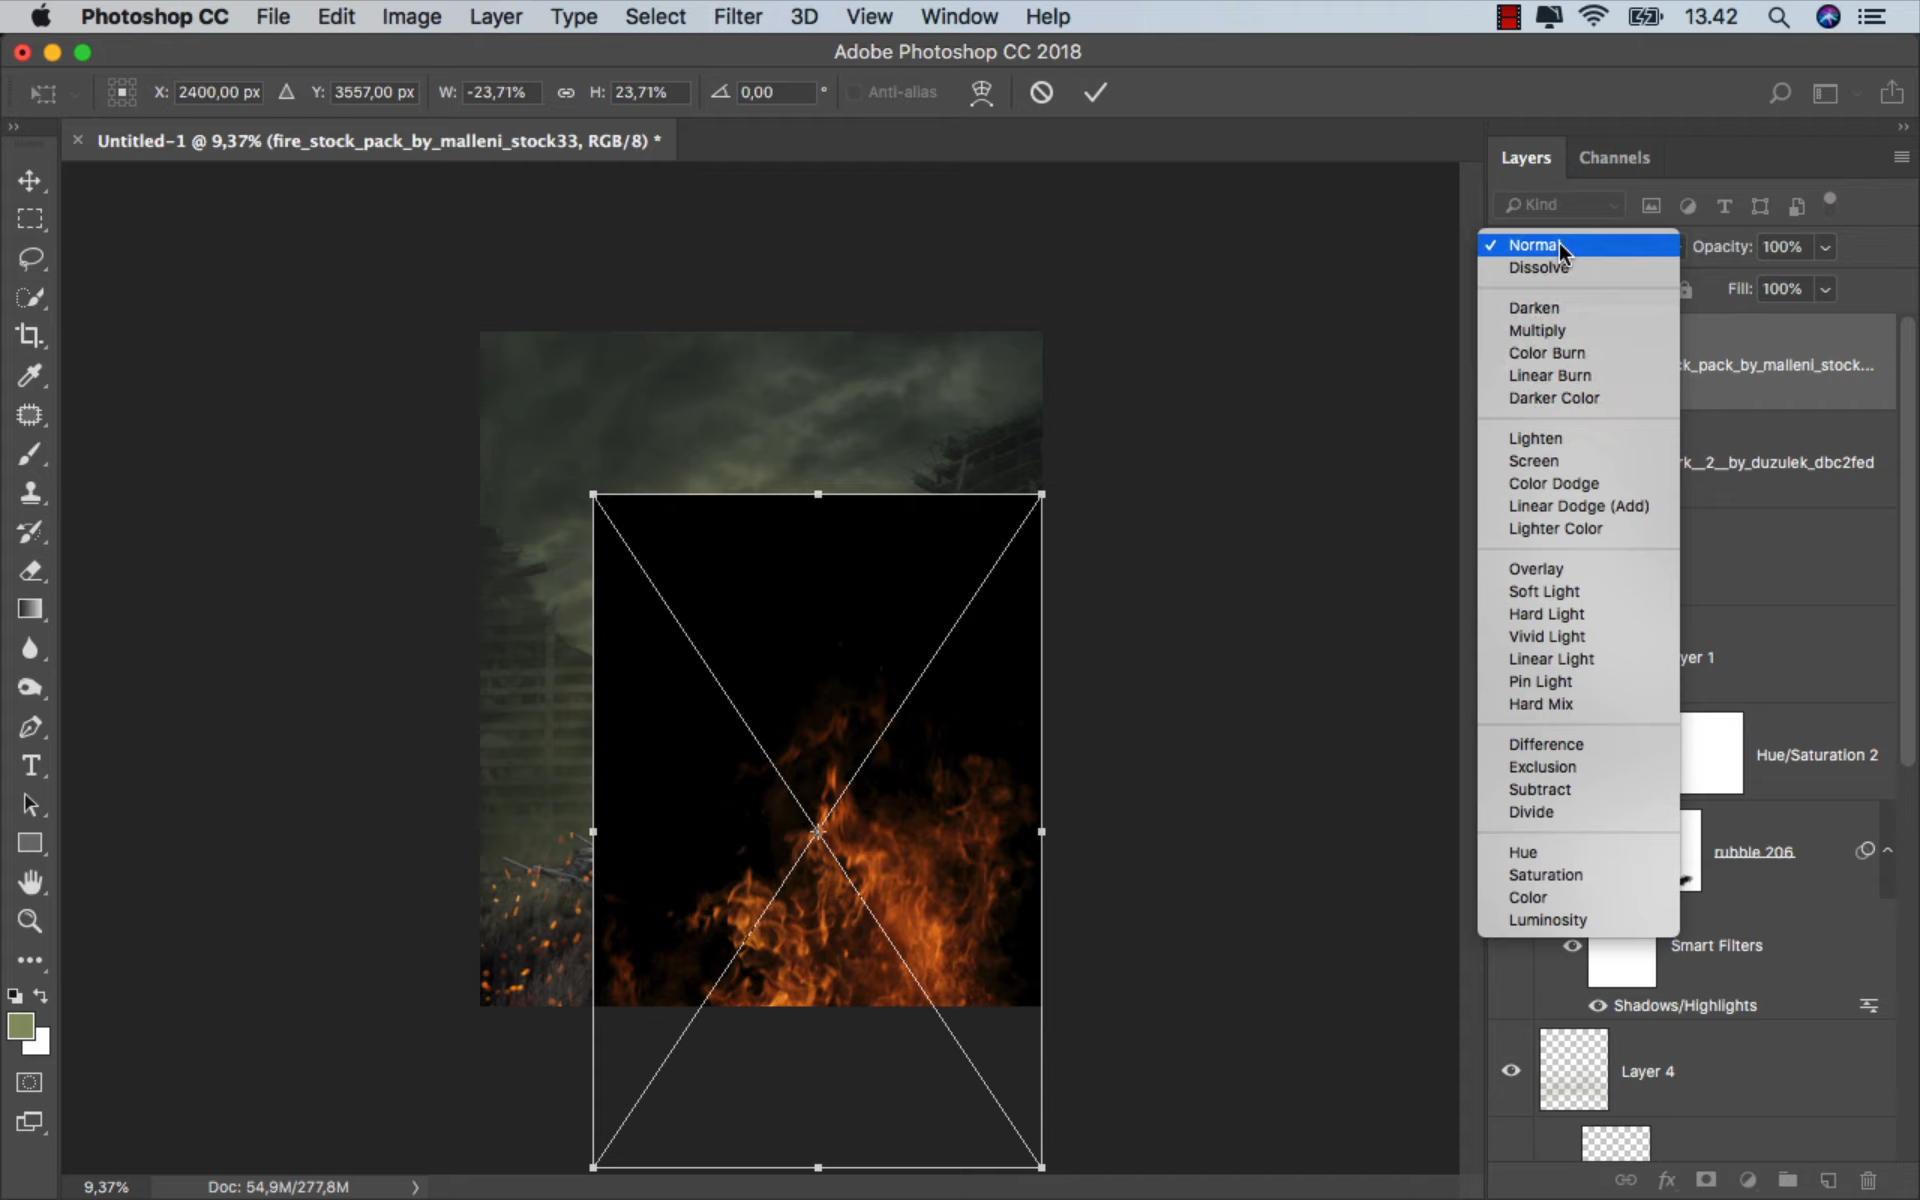 Photoshop CC File Edit Image Layer Type Select Filter 3D View Window Help 13.42
Adobe Photoshop CC 2018
X: 2400,00 px Y: 3557,00 px W: -23,71% H: 23,71% 0,00 ° Anti-alias
Untitled-1 @ 9,37% (fire_stock_pack_by_malleni_stock33, RGB/8) *
Layers Channels
Kind
Normal
Opacity: 100%
Dissolve
Fill: 100%
Darken
Multiply
Color Burn
Linear Burn
Darker Color
ck_pack_by_malleni_stock...
Lighten
Screen
Color Dodge
Linear Dodge (Add)
Lighter Color
rk__2__by_duzulek_dbc2fed
Overlay
Soft Light
Hard Light
Vivid Light
Linear Light
Pin Light
Hard Mix
yer 1
Difference
Exclusion
Subtract
Divide
Hue/Saturation 2
Hue
Saturation
Color
Luminosity
rubble 206
Smart Filters
Shadows/Highlights
Layer 4
9,37% Doc: 54,9M/277,8M